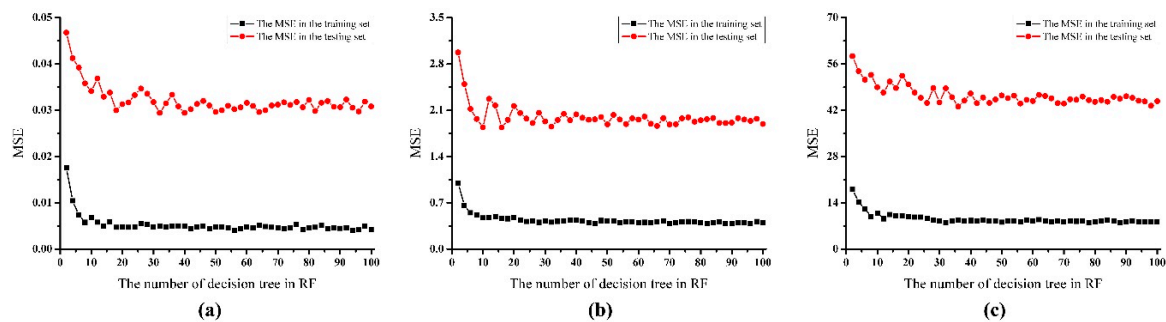 0.05
0.04
0.03
0.02
0.01
0.00
MSE
The MSE in the training set
The MSE in the testing set
0 10 20 30 40 50 60 70 80 90 100
The number of decision tree in RF
(a)
3.5
2.8
2.1
1.4
0.7
0.0
MSE
The MSE in the training set
The MSE in the testing set
0 10 20 30 40 50 60 70 80 90 100
The number of decision tree in RF
(b)
70
56
42
28
14
0
MSE
The MSE in the training set
The MSE in the testing set
0 10 20 30 40 50 60 70 80 90 100
The number of decision tree in RF
(c)